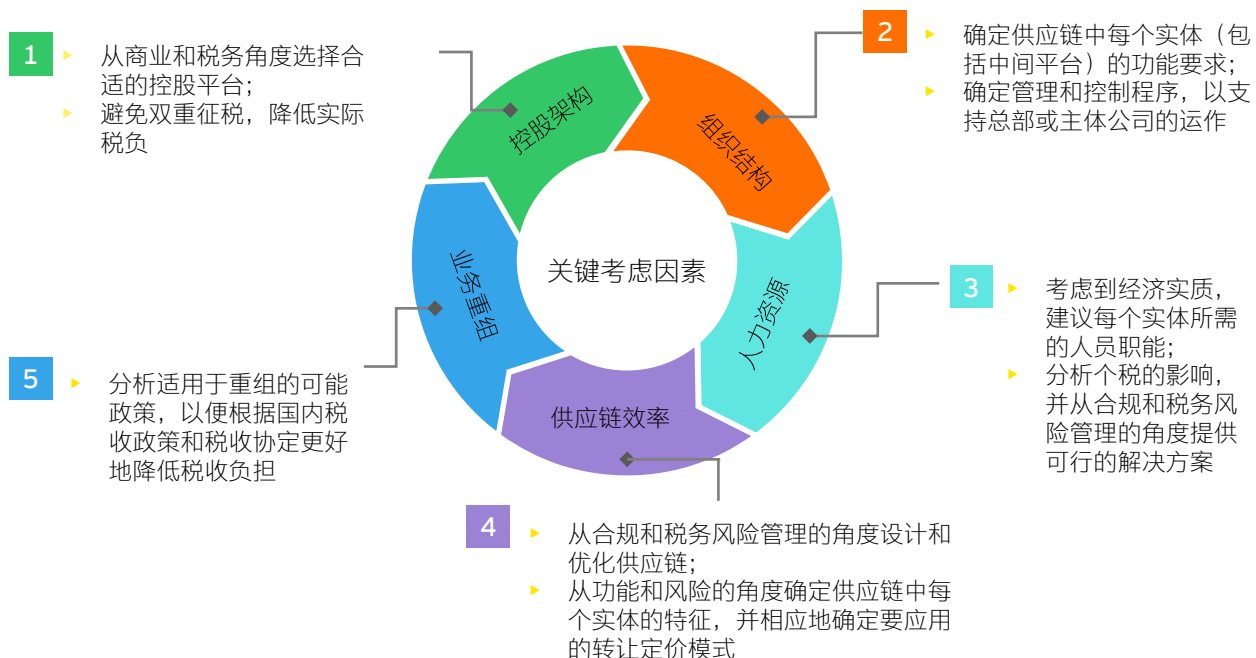 1
从商业和税务角度选择合
适的控股平台;
避免双重征税，降低实际
税负
控股架构
2
确定供应链中每个实体（包
括中间平台）的功能要求;
确定管理和控制程序，以支
持总部或主体公司的运作
组织结构
关键考虑因素
3
考虑到经济实质，
建议每个实体所需
的人员职能;
分析个税的影响，
并从合规和税务风
险管理的角度提供
可行的解决方案
人力资源
4
从合规和税务风险管理的角度设计和
优化供应链;
从功能和风险的角度确定供应链中每
个实体的特征，并相应地确定要应用
的转让定价模式
供应链效率
5
分析适用于重组的可能
政策，以便根据国内税
收政策和税收协定更好
地降低税收负担
业务重组